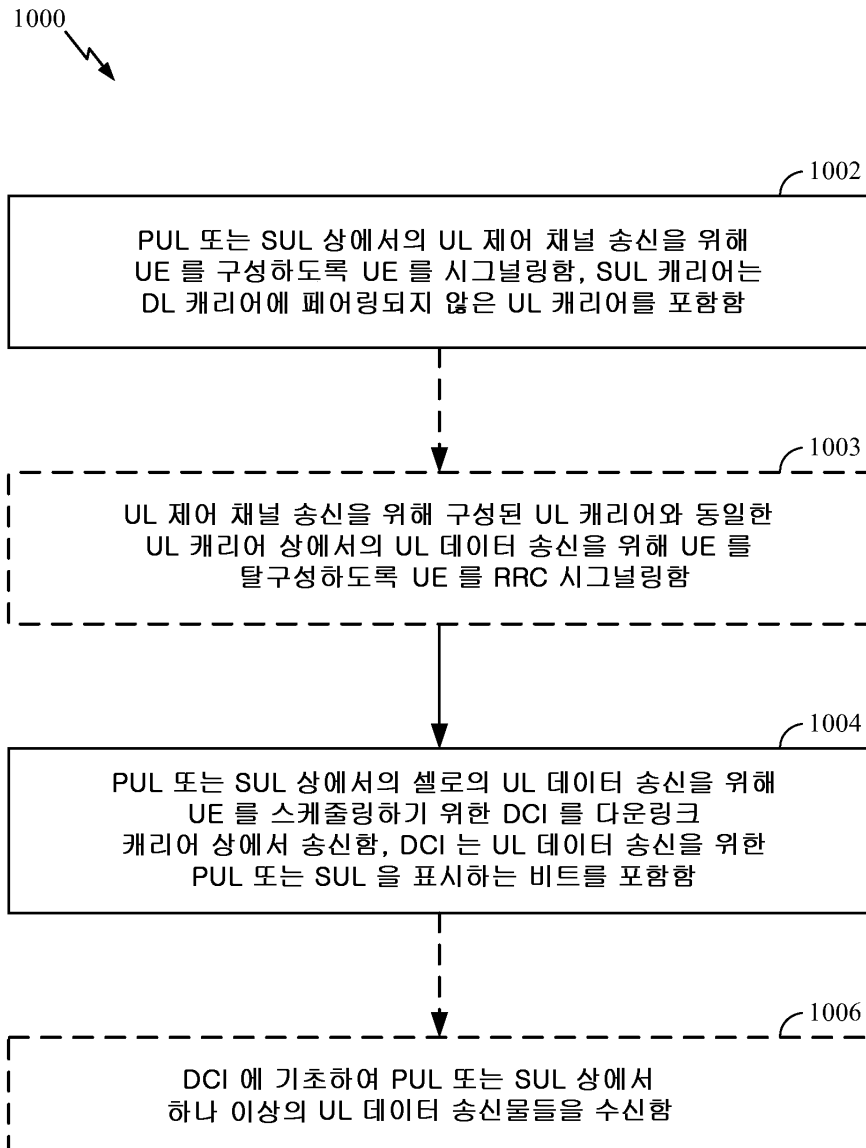 1000
1002
PUL 또는 SUL 상에서의 UL 제어 채널 송신을 위해
UE 를 구성하도록 UE 를 시그널링함, SUL 캐리어는
DL 캐리어에 페어링되지 않은 UL 캐리어를 포함함
1003
UL 제어 채널 송신을 위해 구성된 UL 캐리어와 동일한
UL 캐리어 상에서의 UL 데이터 송신을 위해 UE 를
탈구성하도록 UE 를 RRC 시그널링함
1004
PUL 또는 SUL 상에서의 셀로의 UL 데이터 송신을 위해
UE 를 스케줄링하기 위한 DCI 를 다운링크
캐리어 상에서 송신함, DCI 는 UL 데이터 송신을 위한
PUL 또는 SUL 을 표시하는 비트를 포함함
1006
DCI 에 기초하여 PUL 또는 SUL 상에서
하나 이상의 UL 데이터 송신물들을 수신함